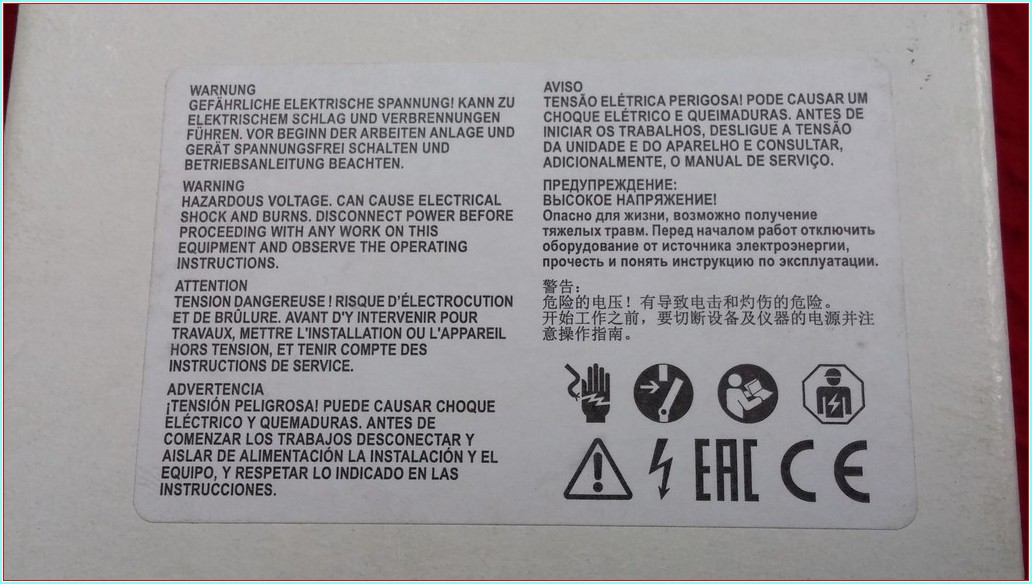 WARNUNG
GEFÄHRLICHE ELEKTRISCHE SPANNUNG! KANN ZU
ELEKTRISCHEM SCHLAG UND VERBRENNUNGEN
FÜHREN. VOR BEGINN DER ARBEITEN ANLAGE UND
GERÄT SPANNUNGSFREI SCHALTEN UND
BETRIEBSANLEITUNG BEACHTEN.
WARNING
HAZARDOUS VOLTAGE. CAN CAUSE ELECTRICAL
SHOCK AND BURNS. DISCONNECT POWER BEFORE
PROCEEDING WITH ANY WORK ON THIS
EQUIPMENT AND OBSERVE THE OPERATING
INSTRUCTIONS.
ATTENTION
TENSION DANGEREUSE ! RISQUE D'ÉLECTROCUTION
ET DE BRÛLURE. AVANT D'Y INTERVENIR POUR
TRAVAUX, METTRE L'INSTALLATION OU L'APPAREIL
HORS TENSION, ET TENIR COMPTE DES
INSTRUCTIONS DE SERVICE.
ADVERTENCIA
¡TENSIÓN PELIGROSA! PUEDE CAUSAR CHOQUE
ELÉCTRICO Y QUEMADURAS. ANTES DE
COMENZAR LOS TRABAJOS DESCONECTAR Y
AISLAR DE ALIMENTACIÓN LA INSTALACIÓN Y EL
EQUIPO, Y RESPETAR LO INDICADO EN LAS
INSTRUCCIONES.
AVISO
TENSÃO ELÉTRICA PERIGOSA! PODE CAUSAR UM
CHOQUE ELÉTRICO E QUEIMADURAS. ANTES DE
INICIAR OS TRABALHOS, DESLIGUE A TENSÃO
DA UNIDADE E DO APARELHO E CONSULTAR,
ADICIONALMENTE, O MANUAL DE SERVIÇO.
ПРЕДУПРЕЖДЕНИЕ:
ВЫСОКОЕ НАПРЯЖЕНИЕ!
Опасно для жизни, возможно получение
тяжелых травм. Перед началом работ отключить
оборудование от источника электроэнергии,
прочесть и понять инструкцию по эксплуатации.
警告：
危险的电压！有导致电击和灼伤的危险。
开始工作之前，要切断设备及仪器的电源并注
意操作指南。
EAC CE